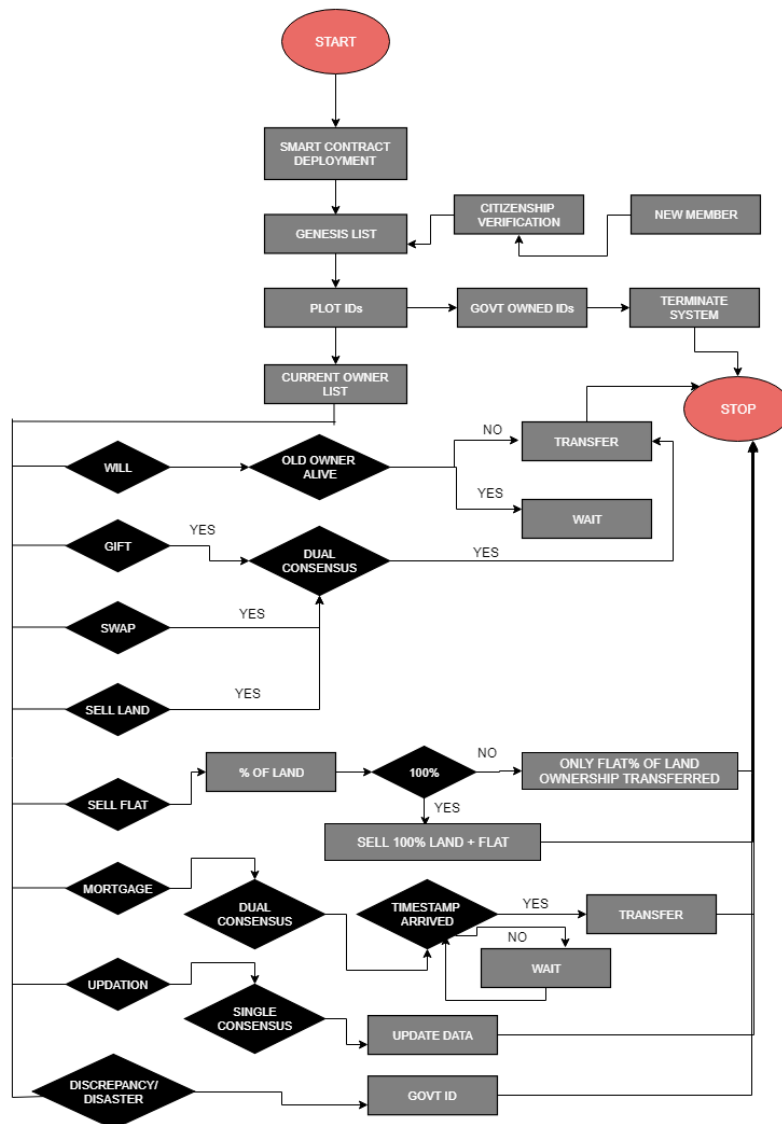 START
SMART CONTRACT
DEPLOYMENT
CITIZENSHIP
VERIFICATION
NEW MEMBER
GENESIS LIST
PLOT IDs
GOVT OWNED IDs
TERMINATE
SYSTEM
CURRENT OWNER
LIST
STOP
WILL
OLD OWNER
ALIVE
NO
TRANSFER
YES
WAIT
GIFT
YES
DUAL
CONSENSUS
YES
SWAP
YES
SELL LAND
YES
SELL FLAT
% OF LAND
100%
NO
ONLY FLAT% OF LAND
OWNERSHIP TRANSFERRED
YES
SELL 100% LAND + FLAT
MORTGAGE
DUAL
CONSENSUS
TIMESTAMP
ARRIVED
YES
TRANSFER
NO
WAIT
UPDATION
SINGLE
CONSENSUS
UPDATE DATA
DISCREPANCY/
DISASTER
GOVT ID